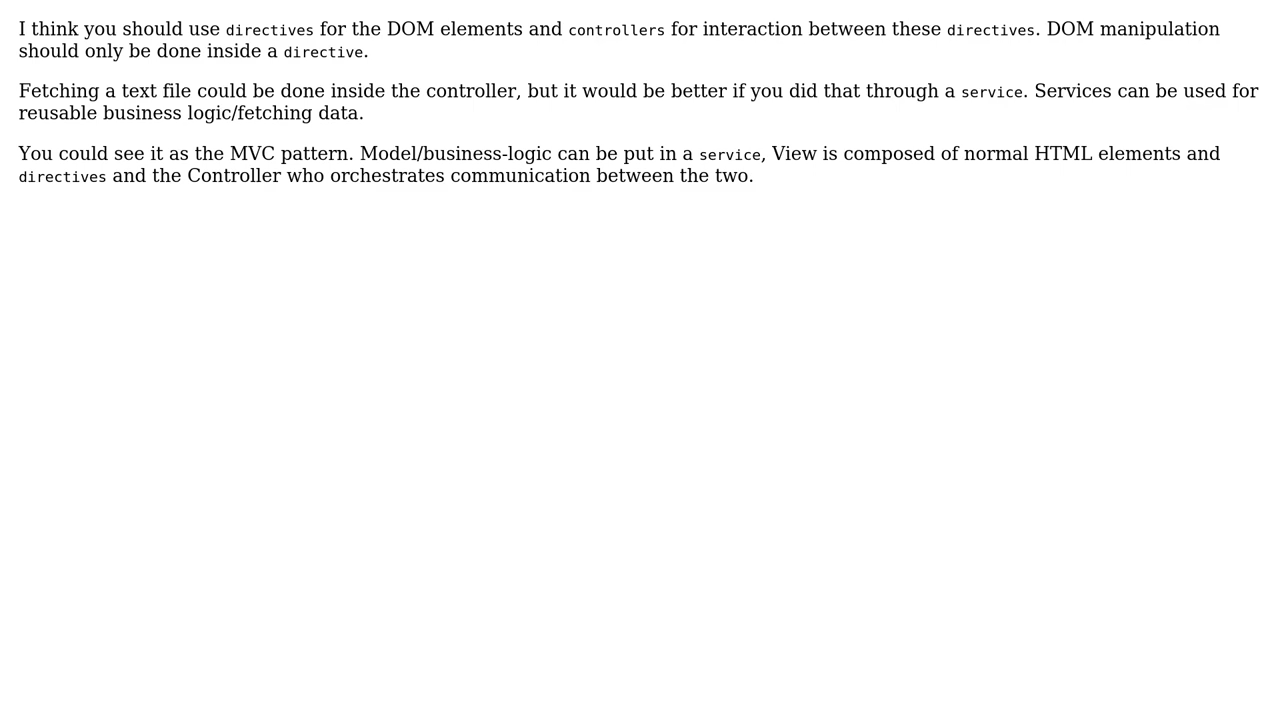 I think you should use directives for the DOM elements and controllers for interaction between these directives. DOM manipulation
should only be done inside a directive.
Fetching a text file could be done inside the controller, but it would be better if you did that through a service. Services can be used for
reusable business logic/fetching data.
You could see it as the MVC pattern. Model/business-logic can be put in a service, View is composed of normal HTML elements and
directives and the Controller who orchestrates communication between the two.